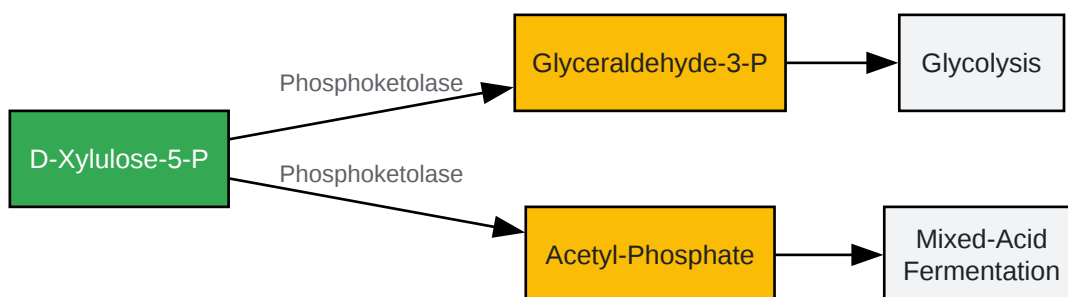 Phosphoketolase
Glyceraldehyde-3-P
Glycolysis
D-Xylulose-5-P
Phosphoketolase
Acetyl-Phosphate
Mixed-Acid
Fermentation